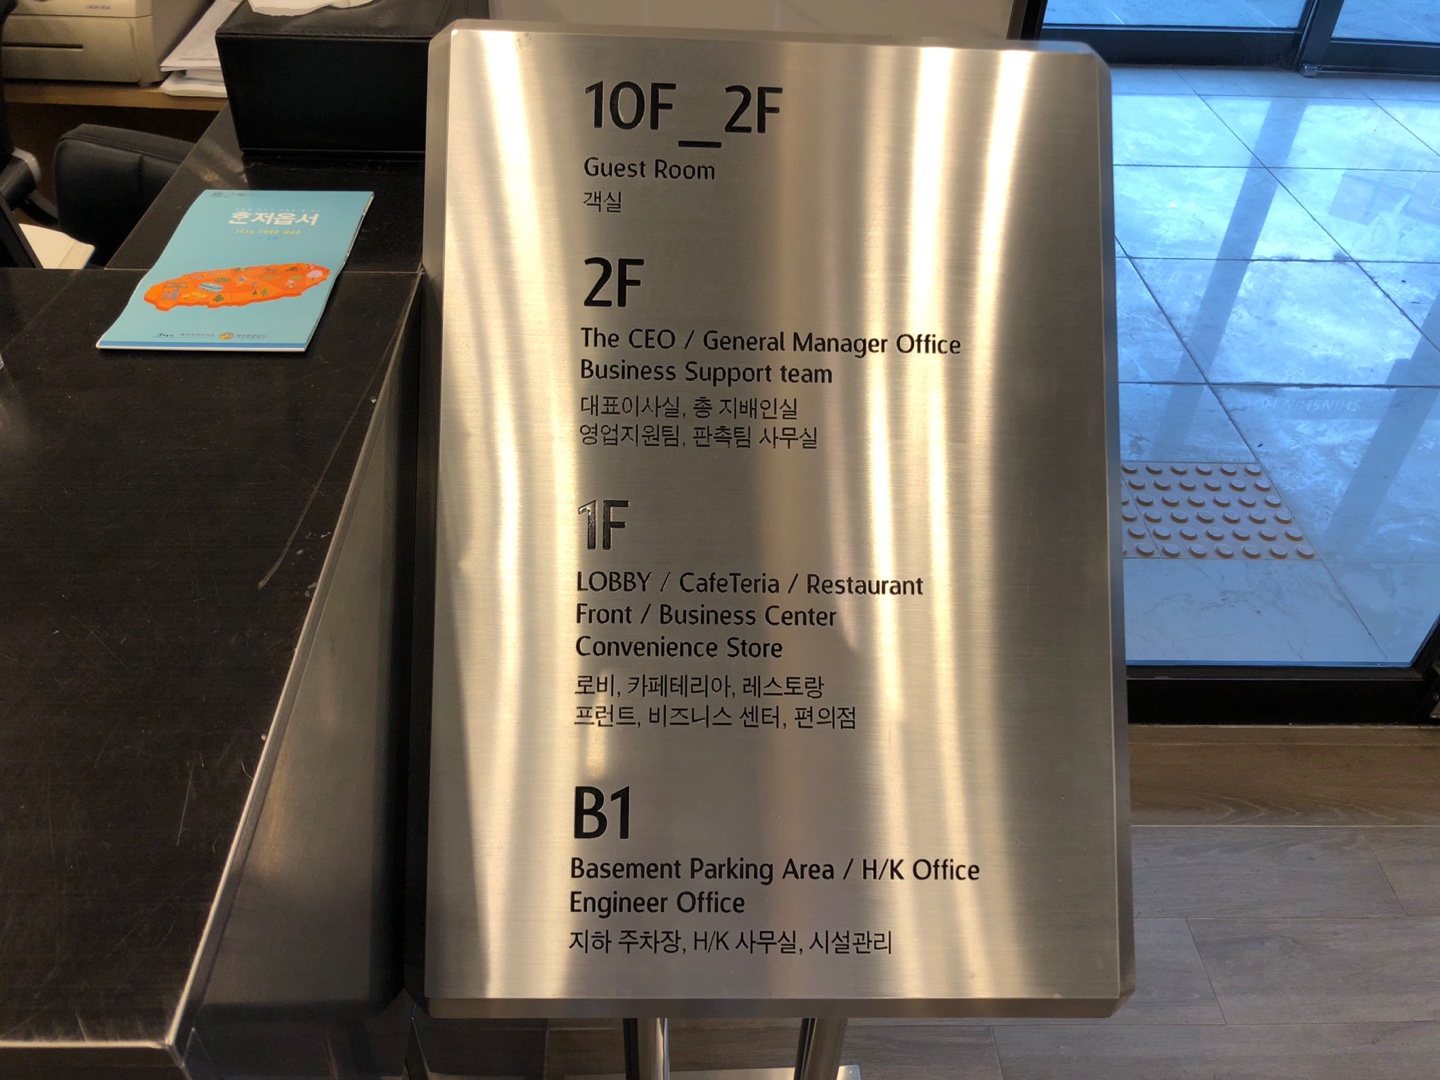 10F_2F
Guest Room
객실
2F
The CEO / General Manager Office
Business Support team
대표이사실, 총 지배인실
영업지원팀, 판촉팀 사무실
1F
LOBBY / CafeTeria / Restaurant
Front / Business Center
Convenience Store
로비, 카페테리아, 레스토랑
프런트, 비즈니스 센터, 편의점
B1
Basement Parking Area / H/K Office
Engineer Office
지하 주차장, H/K 사무실, 시설관리
혼저옵서